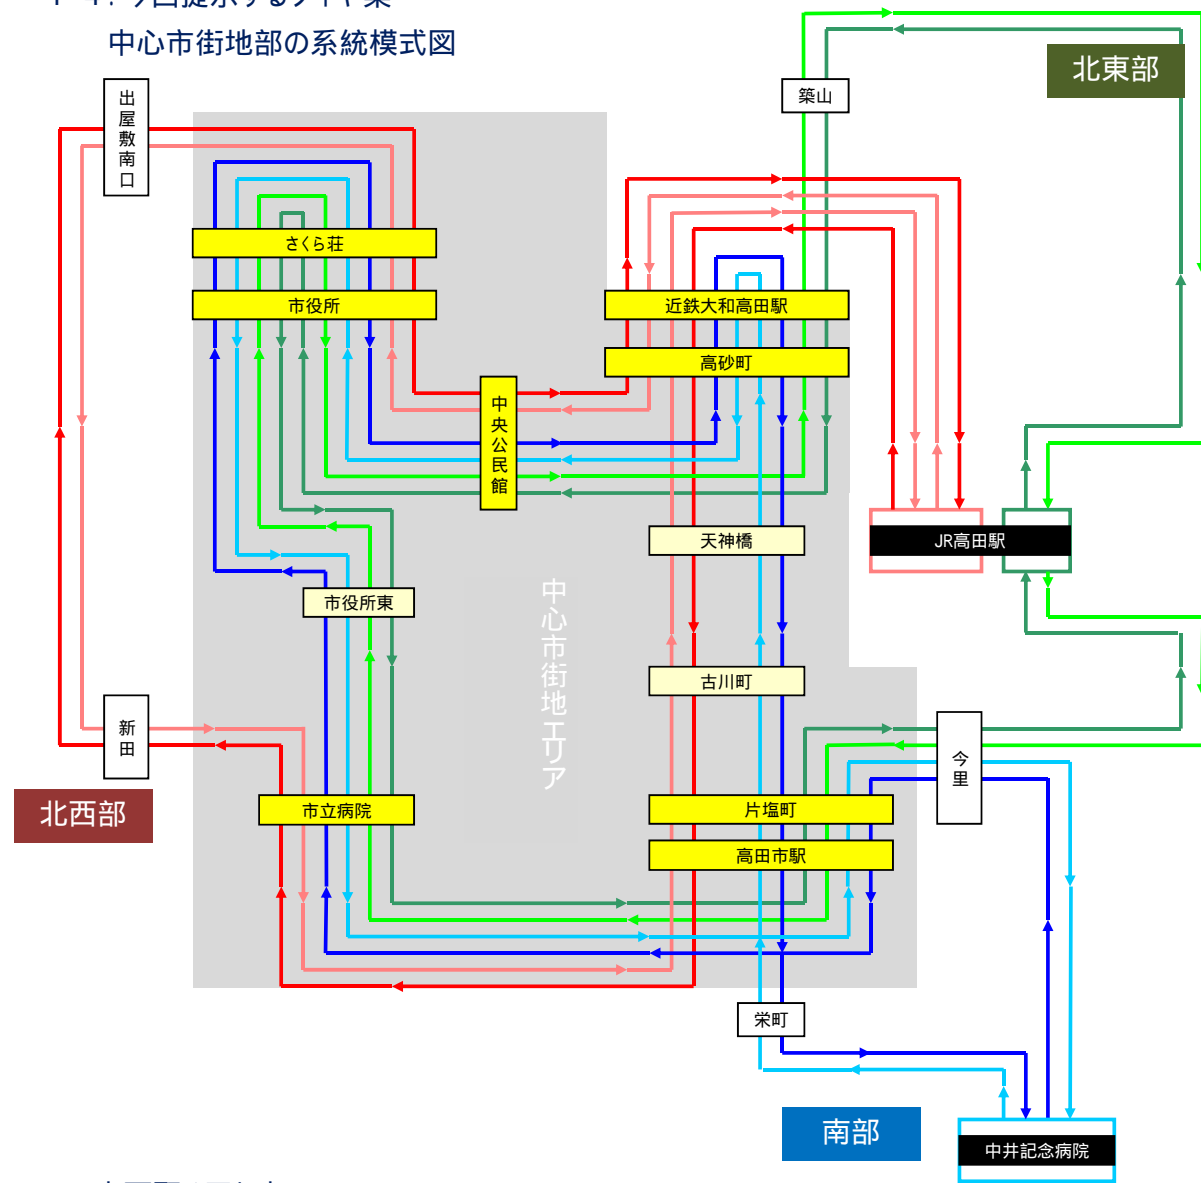 中心市街地部の系統模式図
北東部
築山
出屋敷南口
さくら荘
市役所
近鉄大和高田駅
高砂町
中央公民館
天神橋
JR高田駅
中心市街地エリア
市役所東
古川町
新田
今里
北西部
市立病院
片塩町
高田市駅
栄町
南部
中井記念病院